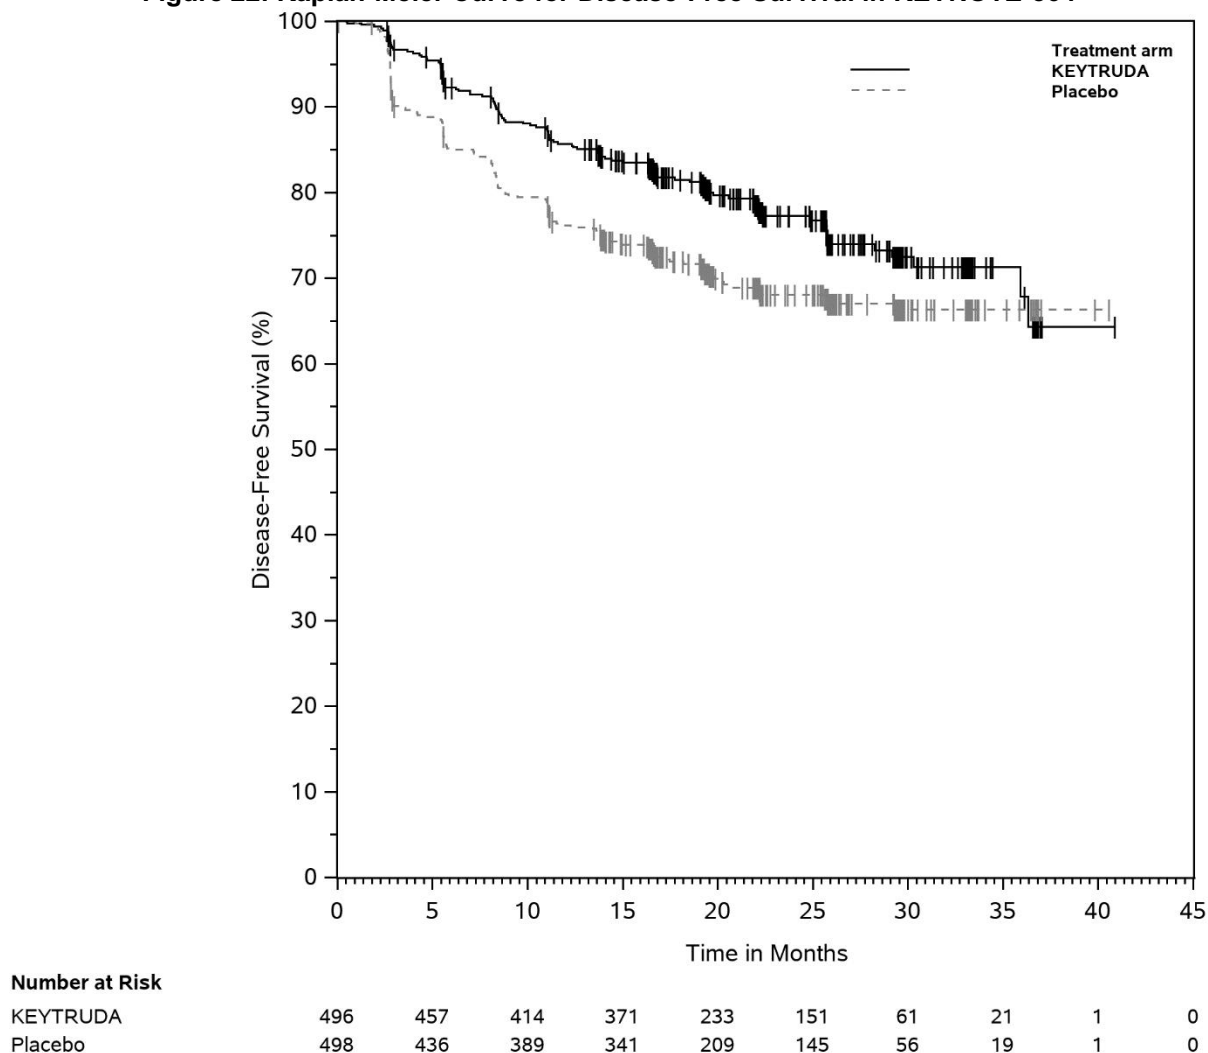 100
90
80
70
60
50
40
30
20
10
0
Disease-Free Survival (%)
Treatment arm
KEYTRUDA
Placebo
0 5 10 15 20 25 30 35 40 45
Time in Months
Number at Risk
KEYTRUDA 496 457 414 371 233 151 61 21 1 0
Placebo 498 436 389 341 209 145 56 19 1 0